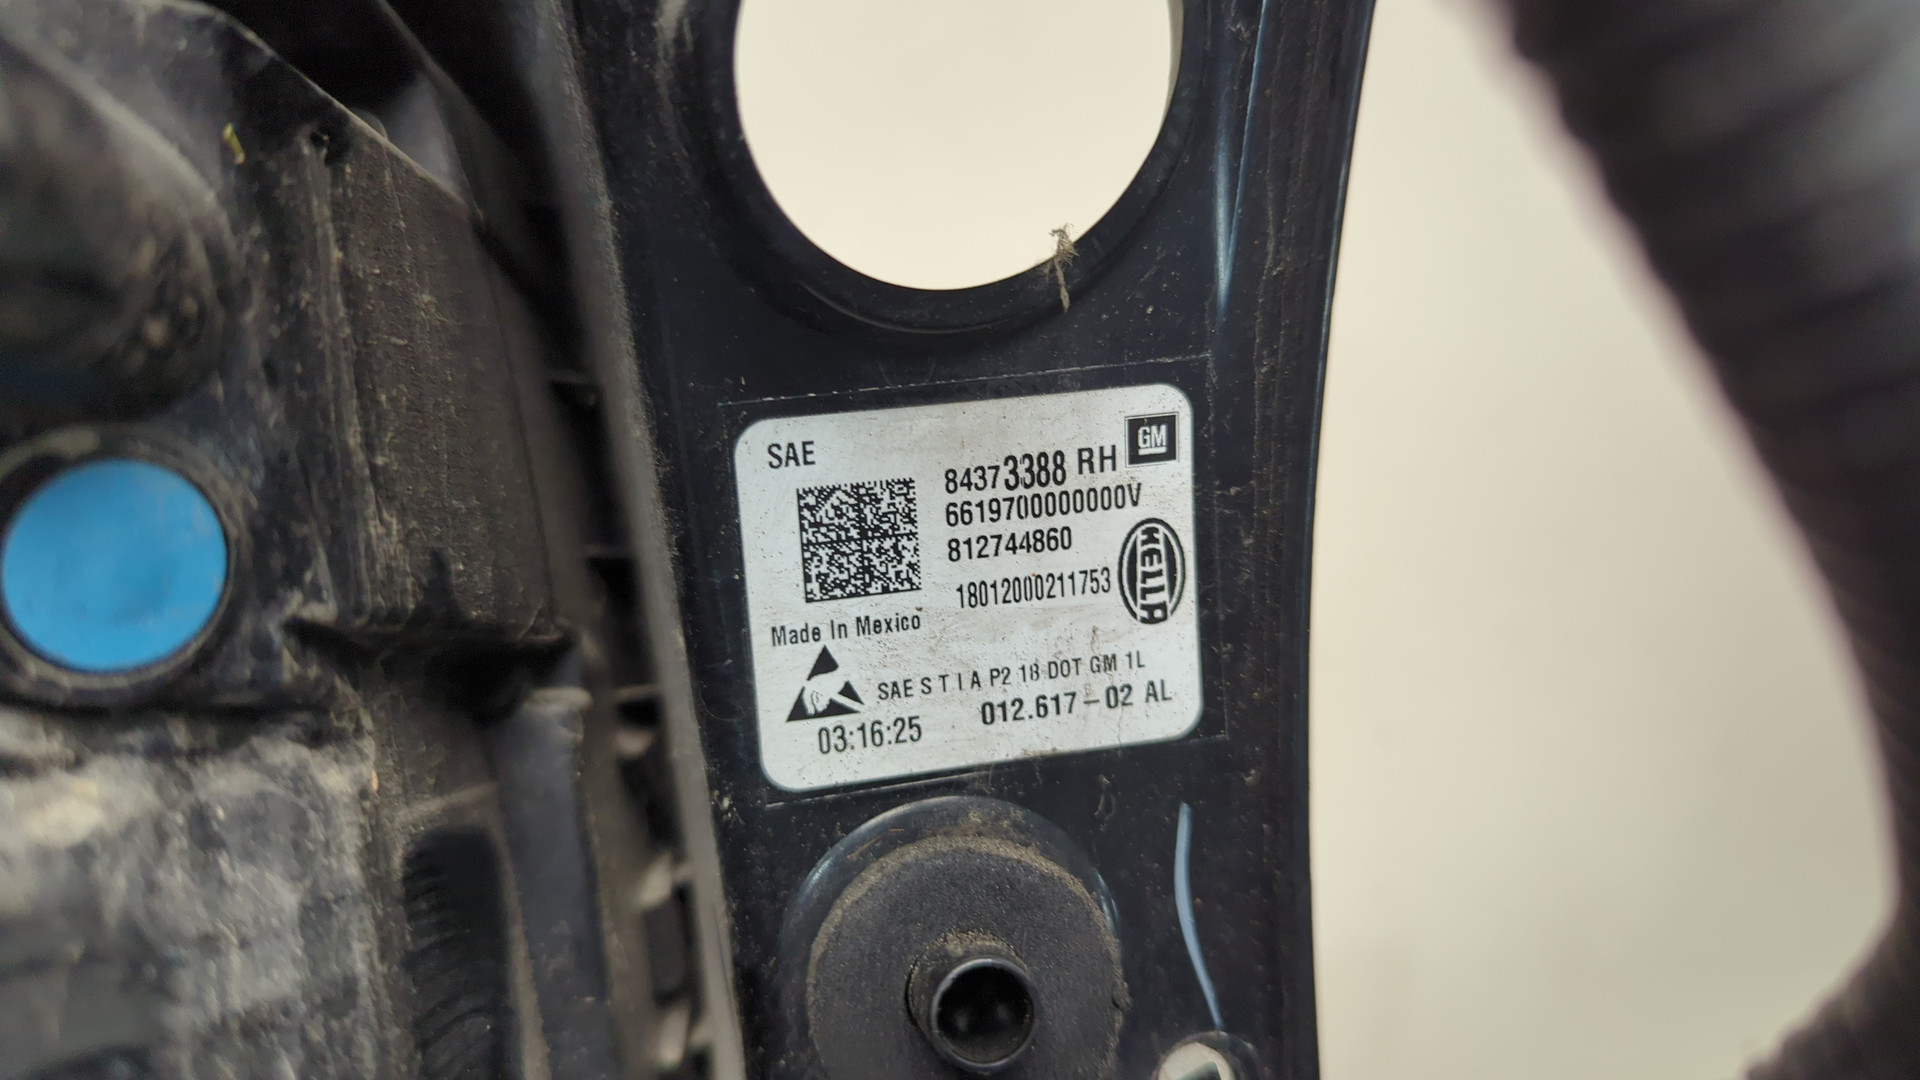 SAE
GM
84373388 RH
661970000000V
812744860
18012000211753
HELLA
Made In Mexico
SAE S T I A P2 18 DOT GM 1L
03:16:25
012.617-02 AL